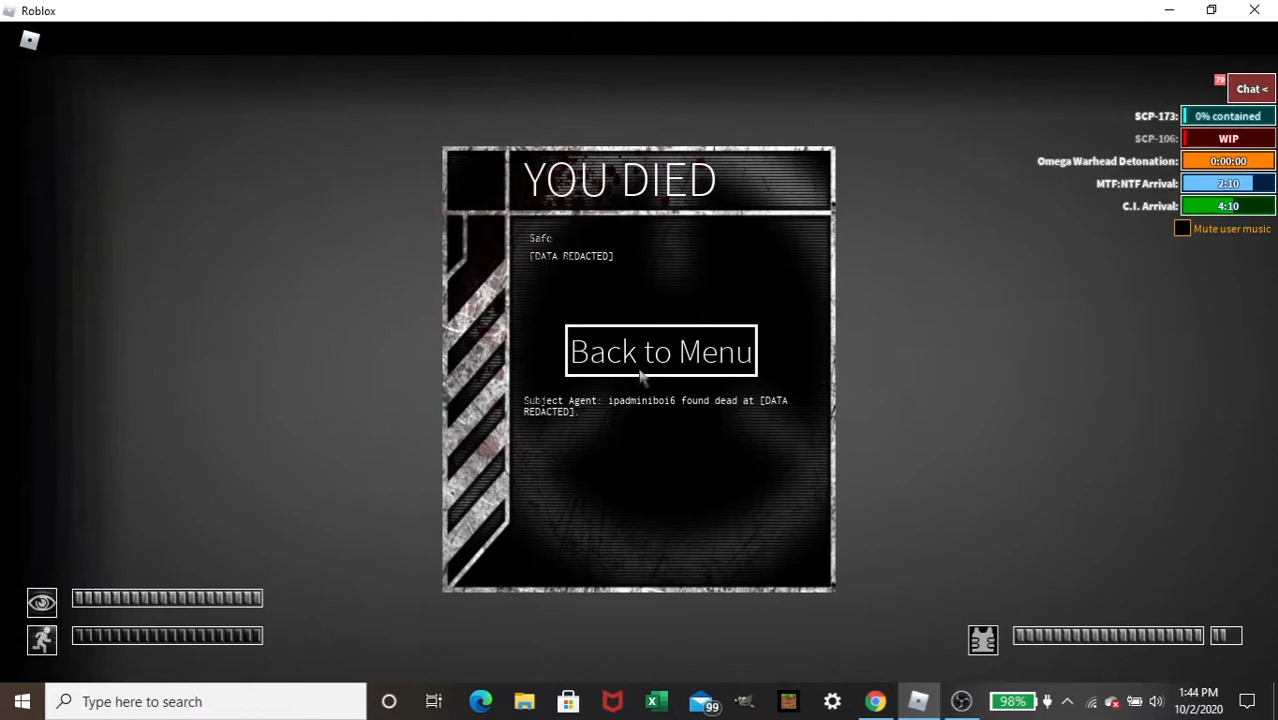 Roblox
79
Chat <
SCP-173: 0% contained
SCP-106: WIP
Omega Warhead Detonation: 0:00:00
MTF:NTF Arrival: 2:10
C.I. Arrival: 4:10
Mute user music
YOU DIED
Safe
[DATA REDACTED]
Back to Menu
Subject Agent: ipadminiboi6 found dead at [DATA
REDACTED].
Type here to search
99
98%
1:44 PM
10/2/2020